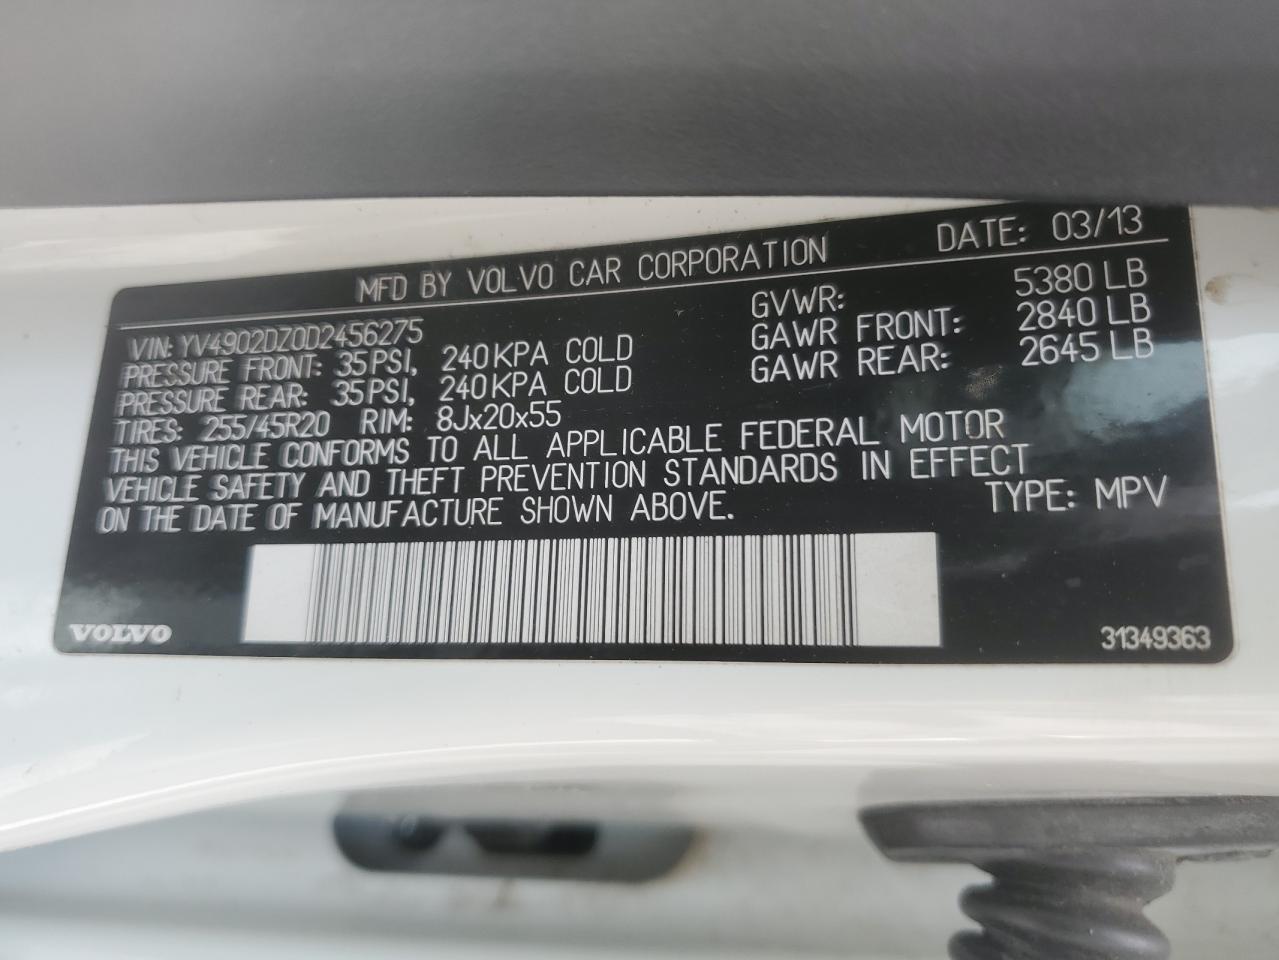 MFD BY VOLVO CAR CORPORATION DATE: 03/13
VIN: YV4902DZ0D2456275 GVWR: 5380 LB
PRESSURE FRONT: 35 PSI, 240 KPA COLD GAWR FRONT: 2840 LB
PRESSURE REAR: 35 PSI, 240 KPA COLD GAWR REAR: 2645 LB
TIRES: 255/45R20 RIM: 8Jx20x55
THIS VEHICLE CONFORMS TO ALL APPLICABLE FEDERAL MOTOR
VEHICLE SAFETY AND THEFT PREVENTION STANDARDS IN EFFECT
ON THE DATE OF MANUFACTURE SHOWN ABOVE. TYPE: MPV
VOLVO 31349363